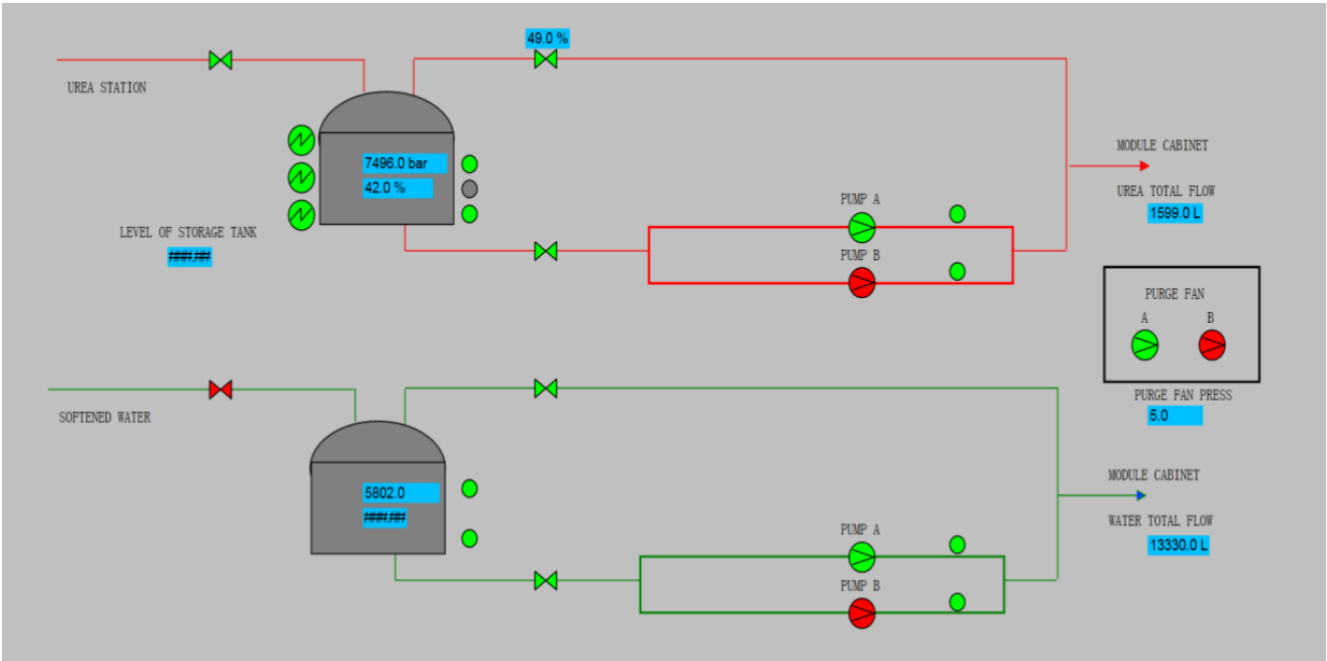 49.0 %
UREA STATION
7496.0 bar
42.0 %
MODULE CABINET
UREA TOTAL FLOW
1599.0 L
PUMP A
LEVEL OF STORAGE TANK
###.##
PUMP B
PURGE FAN
A B
PURGE FAN PRESS
5.0
SOFTENED WATER
5802.0
###.##
MODULE CABINET
WATER TOTAL FLOW
13330.0 L
PUMP A
PUMP B